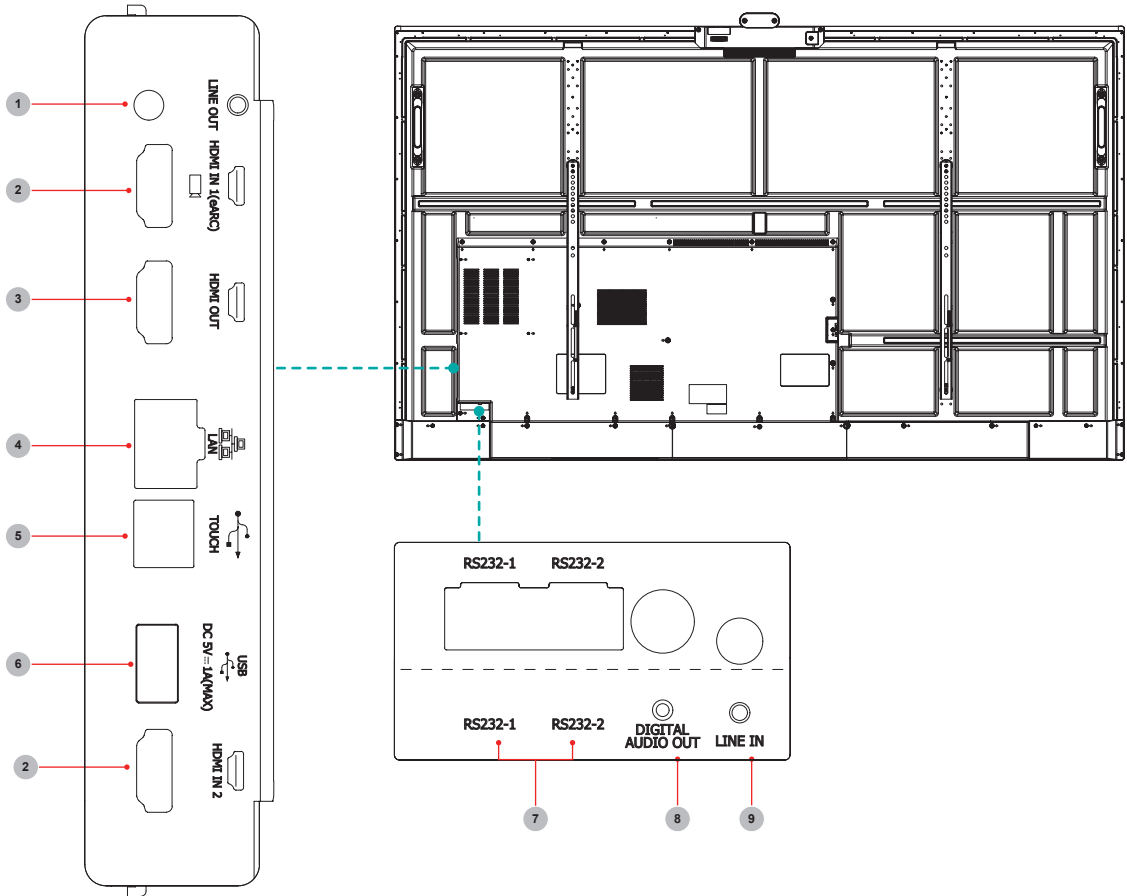 1
LINE OUT
2
HDMI IN 1(eARC)
3
HDMI OUT
4
LAN
5
TOUCH
6
USB
DC 5V⎓1A(MAX)
2
HDMI IN 2
RS232-1 RS232-2
RS232-1 RS232-2
DIGITAL
AUDIO OUT
LINE IN
7
8
9